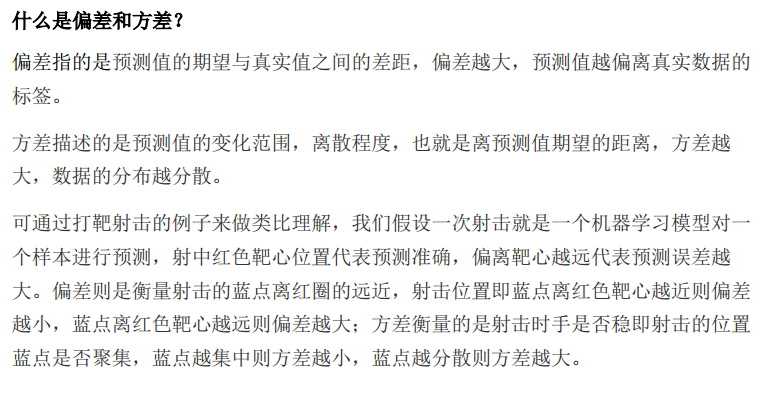 什么是偏差和方差？
偏差指的是预测值的期望与真实值之间的差距，偏差越大，预测值越偏离真实数据的
标签。
方差描述的是预测值的变化范围，离散程度，也就是离预测值期望的距离，方差越
大，数据的分布越分散。
可通过打靶射击的例子来做类比理解，我们假设一次射击就是一个机器学习模型对一
个样本进行预测，射中红色靶心位置代表预测准确，偏离靶心越远代表预测误差越
大。偏差则是衡量射击的蓝点离红圈的远近，射击位置即蓝点离红色靶心越近则偏差
越小，蓝点离红色靶心越远则偏差越大；方差衡量的是射击时手是否稳即射击的位置
蓝点是否聚集，蓝点越集中则方差越小，蓝点越分散则方差越大。